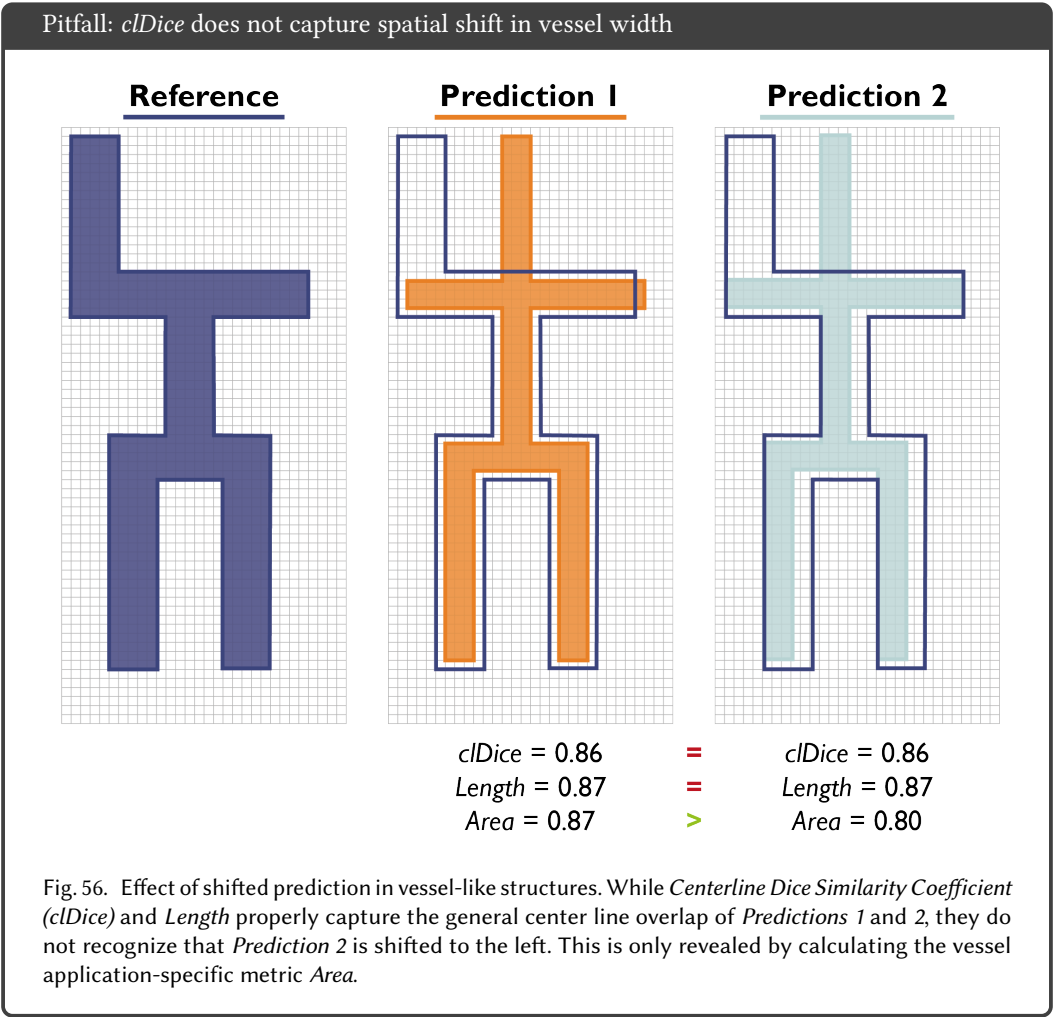 Pitfall: clDice does not capture spatial shift in vessel width
Reference Prediction 1 Prediction 2
clDice = 0.86 = clDice = 0.86
Length = 0.87 = Length = 0.87
Area = 0.87 > Area = 0.80
Fig. 56. Effect of shifted prediction in vessel-like structures. While Centerline Dice Similarity Coefficient
(clDice) and Length properly capture the general center line overlap of Predictions 1 and 2, they do
not recognize that Prediction 2 is shifted to the left. This is only revealed by calculating the vessel
application-specific metric Area.